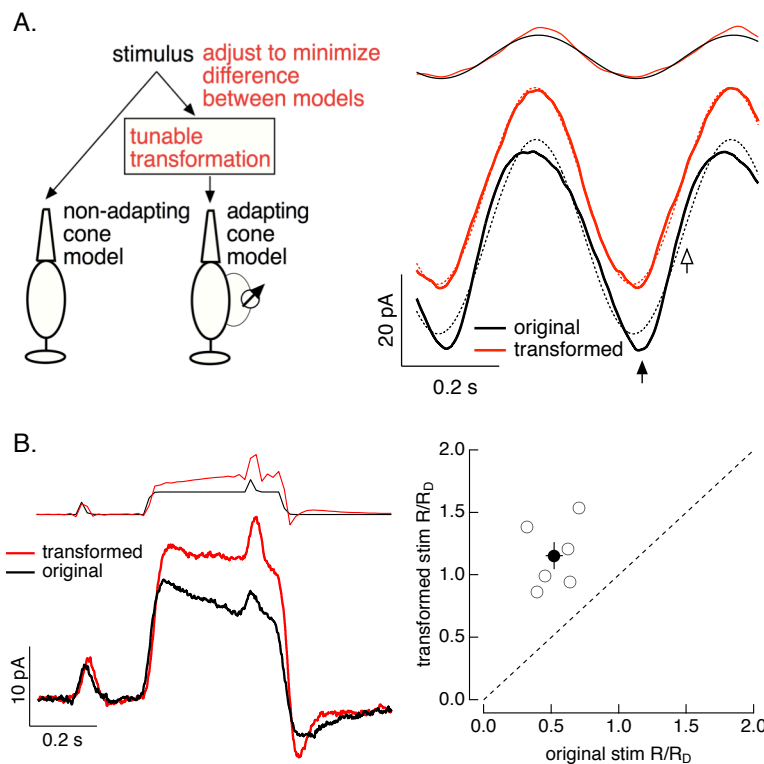 A.
stimulus
adjust to minimize
difference
between models
tunable
transformation
non-adapting
cone
model
adapting
cone
model
20 pA
0.2 s
original
transformed
B.
transformed
original
10 pA
0.2 s
transformed stim R/RD
2.0
1.5
1.0
0.5
0.0
0.0 0.5 1.0 1.5 2.0
original stim R/RD